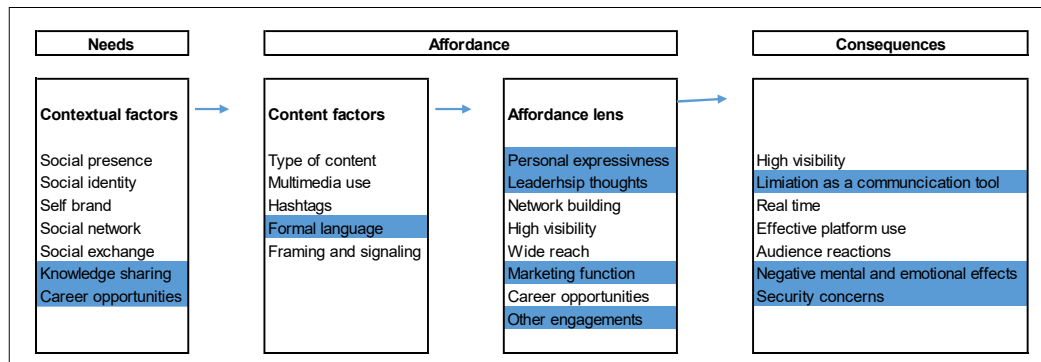 Needs
Affordance
Consequences
Contextual factors
Social presence
Social identity
Self brand
Social network
Social exchange
Knowledge sharing
Career opportunities
Content factors
Type of content
Multimedia use
Hashtags
Formal language
Framing and signaling
Affordance lens
Personal expressivness
Leaderhsip thoughts
Network building
High visibility
Wide reach
Marketing function
Career opportunities
Other engagements
High visibility
Limiation as a communcication tool
Real time
Effective platform use
Audience reactions
Negative mental and emotional effects
Security concerns